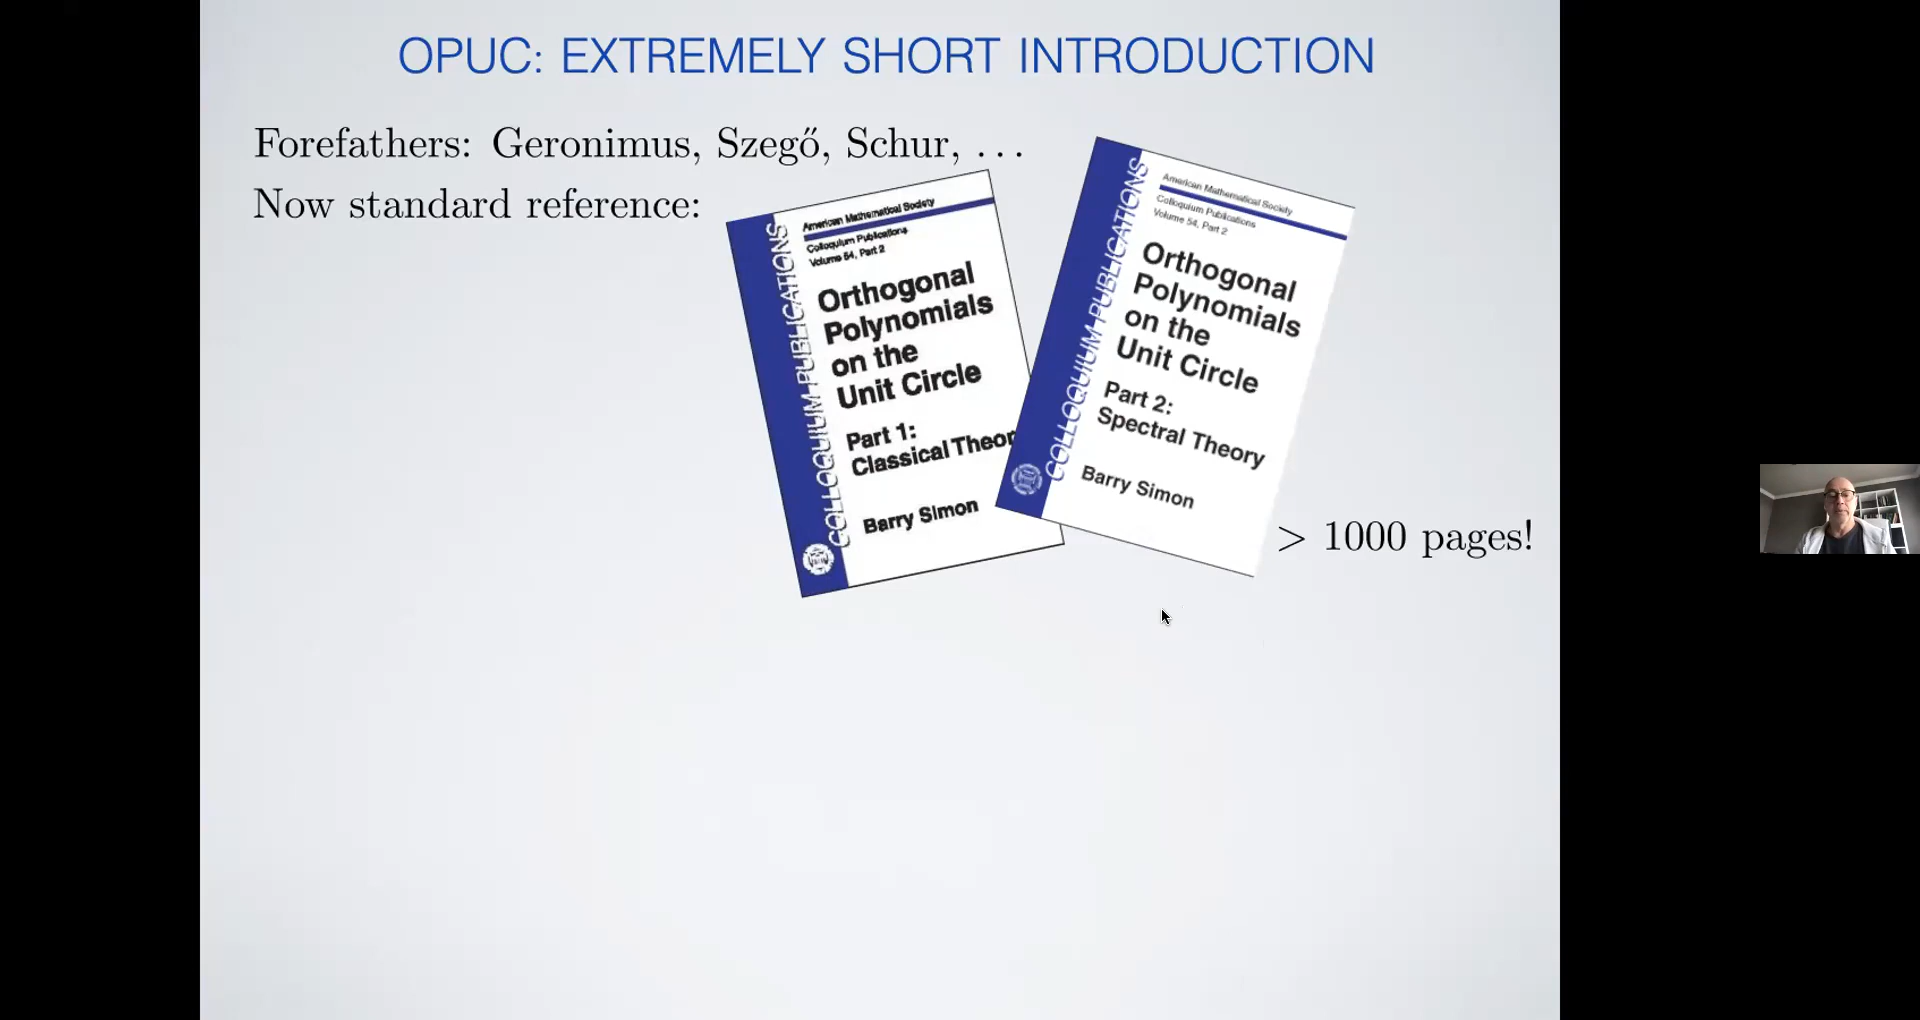 OPUC: EXTREMELY SHORT INTRODUCTION
Forefathers: Geronimus, Szegő, Schur, ...
Now standard reference:
COLLOQUIUM PUBLICATIONS
American Mathematical Society
Colloquium Publications
Volume 54, Part 2
Orthogonal
Polynomials
on the
Unit Circle
Part 1:
Classical Theor
Barry Simon
COLLOQUIUM PUBLICATIONS
American Mathematical Society
Colloquium Publications
Volume 54, Part 2
Orthogonal
Polynomials
on the
Unit Circle
Part 2:
Spectral Theory
Barry Simon
> 1000 pages!